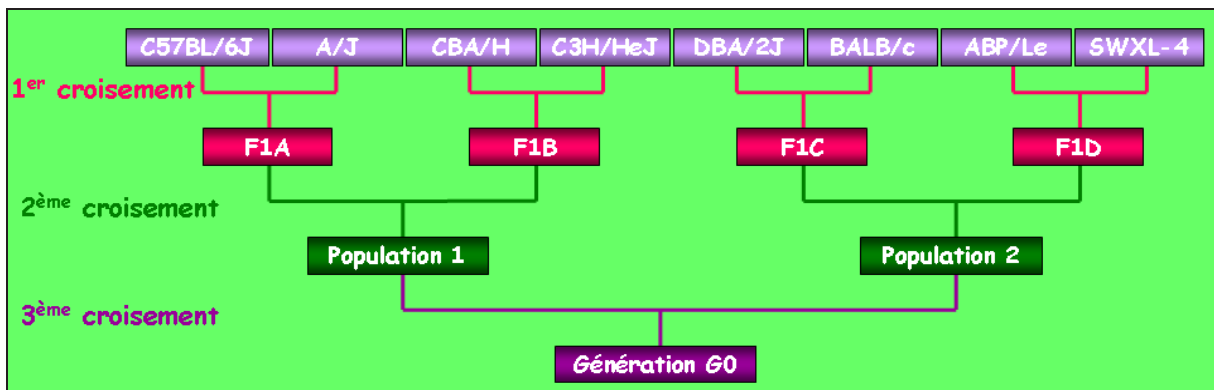 C57BL/6J A/J CBA/H C3H/HeJ DBA/2J BALB/c ABP/Le SWXL-4
1er croisement
F1A F1B F1C F1D
2ème croisement
Population 1 Population 2
3ème croisement
Génération G0